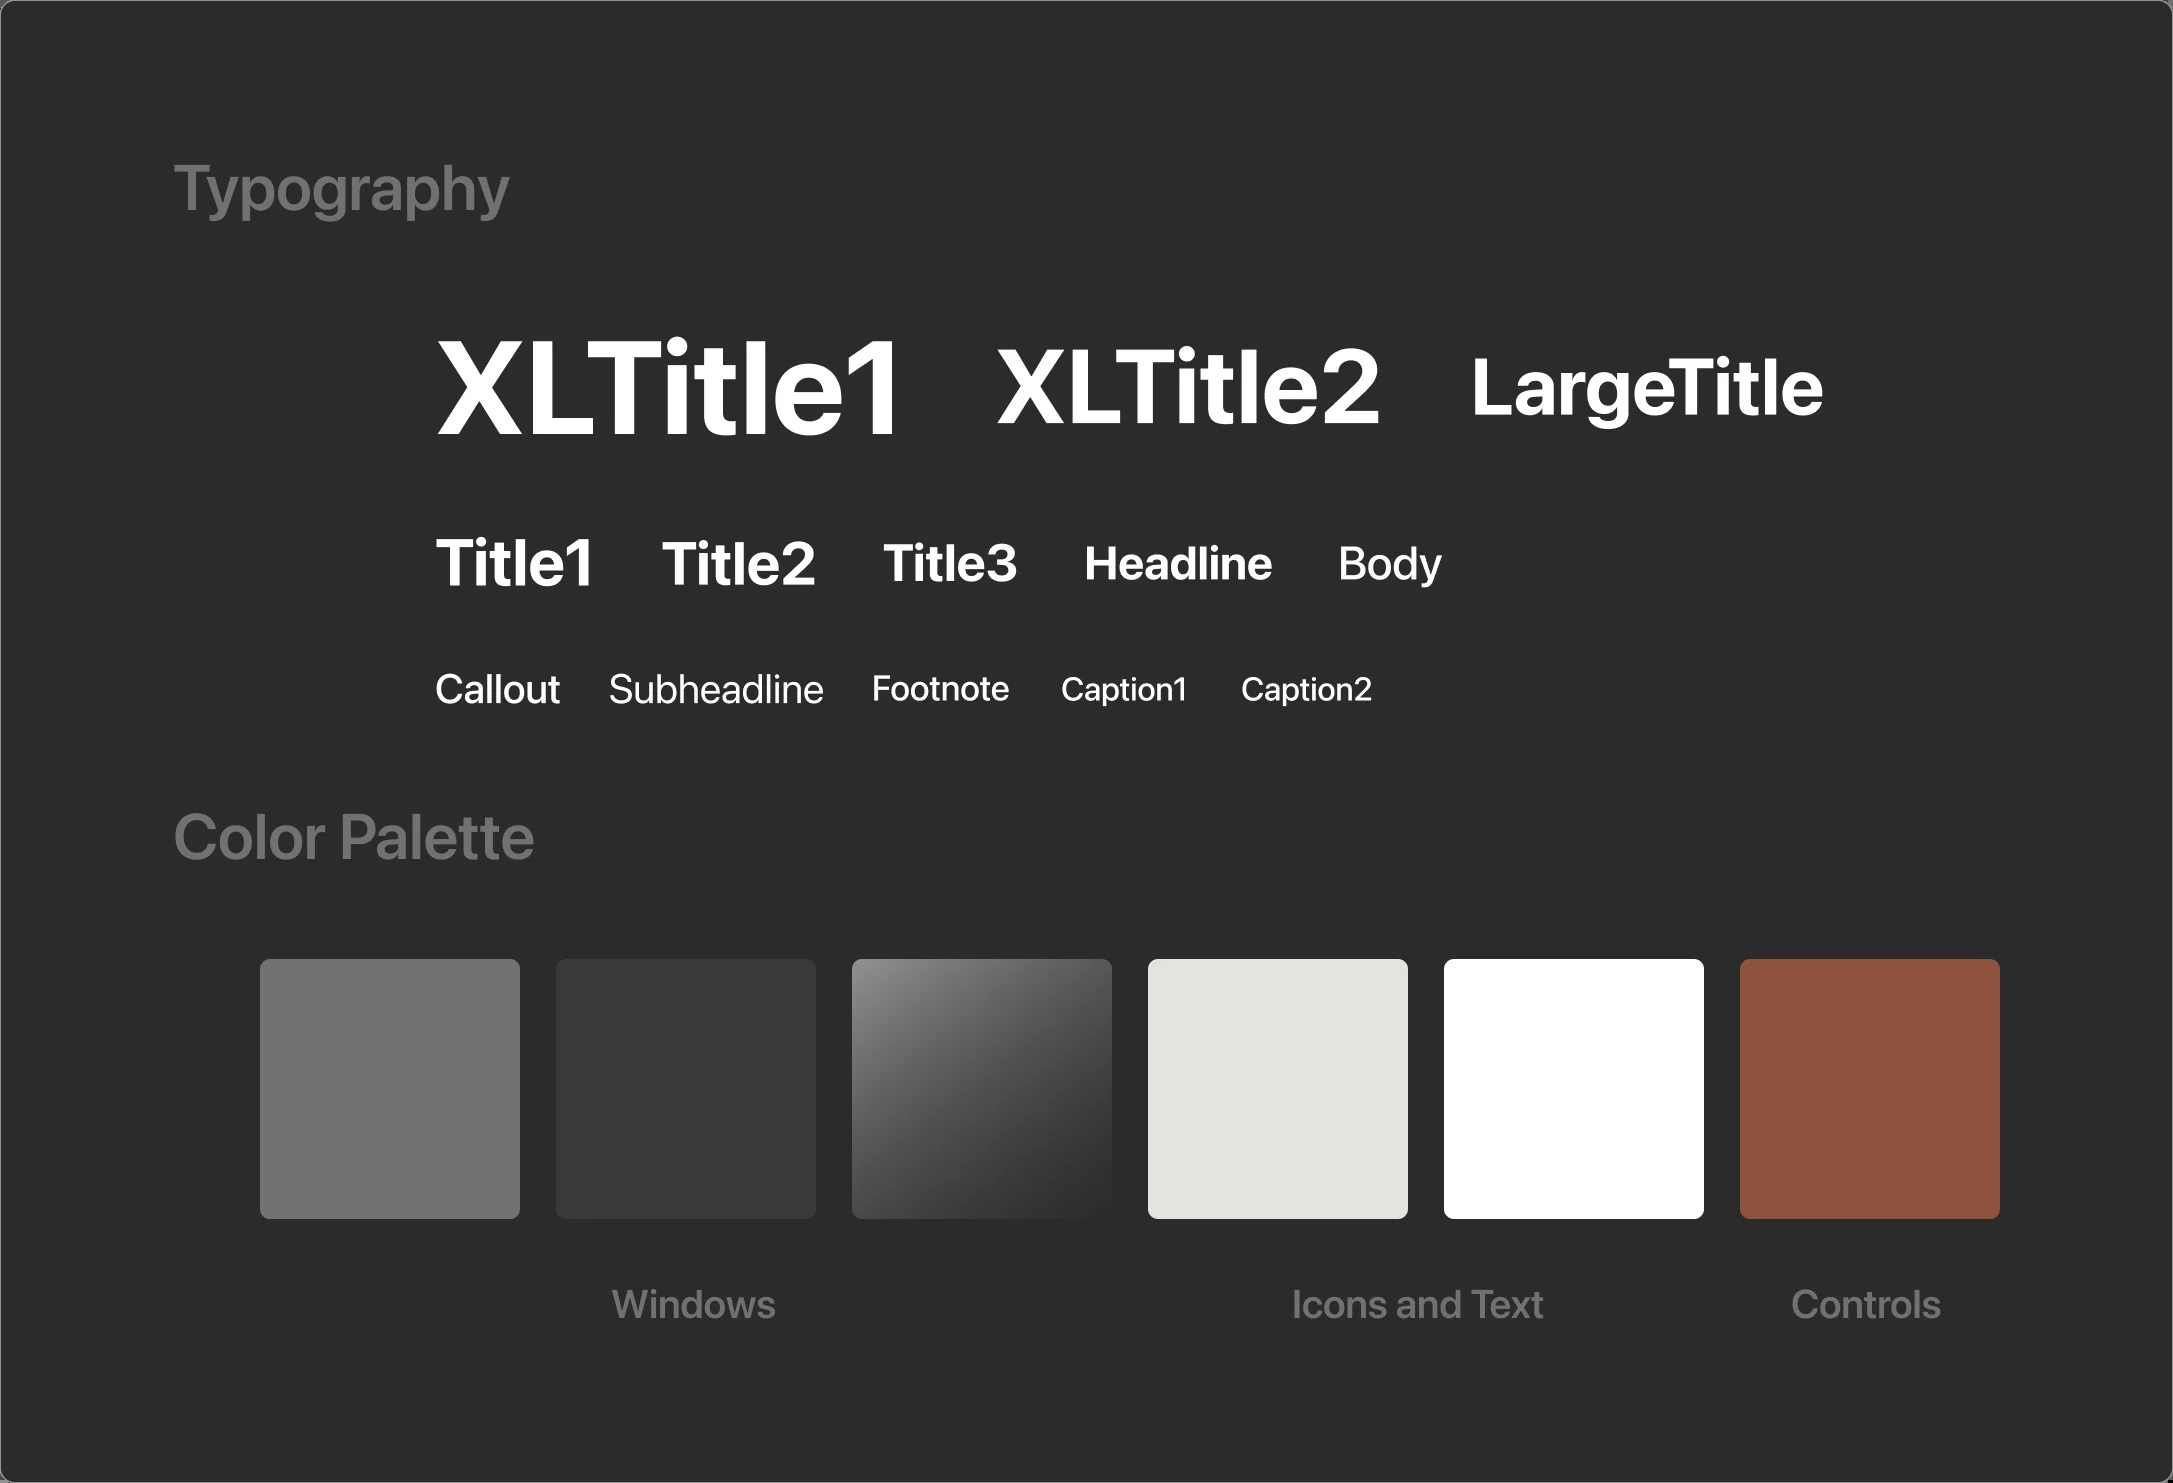 Typography
XLTitle1 XLTitle2 LargeTitle
Title1 Title2 Title3 Headline Body
Callout Subheadline Footnote Caption1 Caption2
Color Palette
Windows Icons and Text Controls